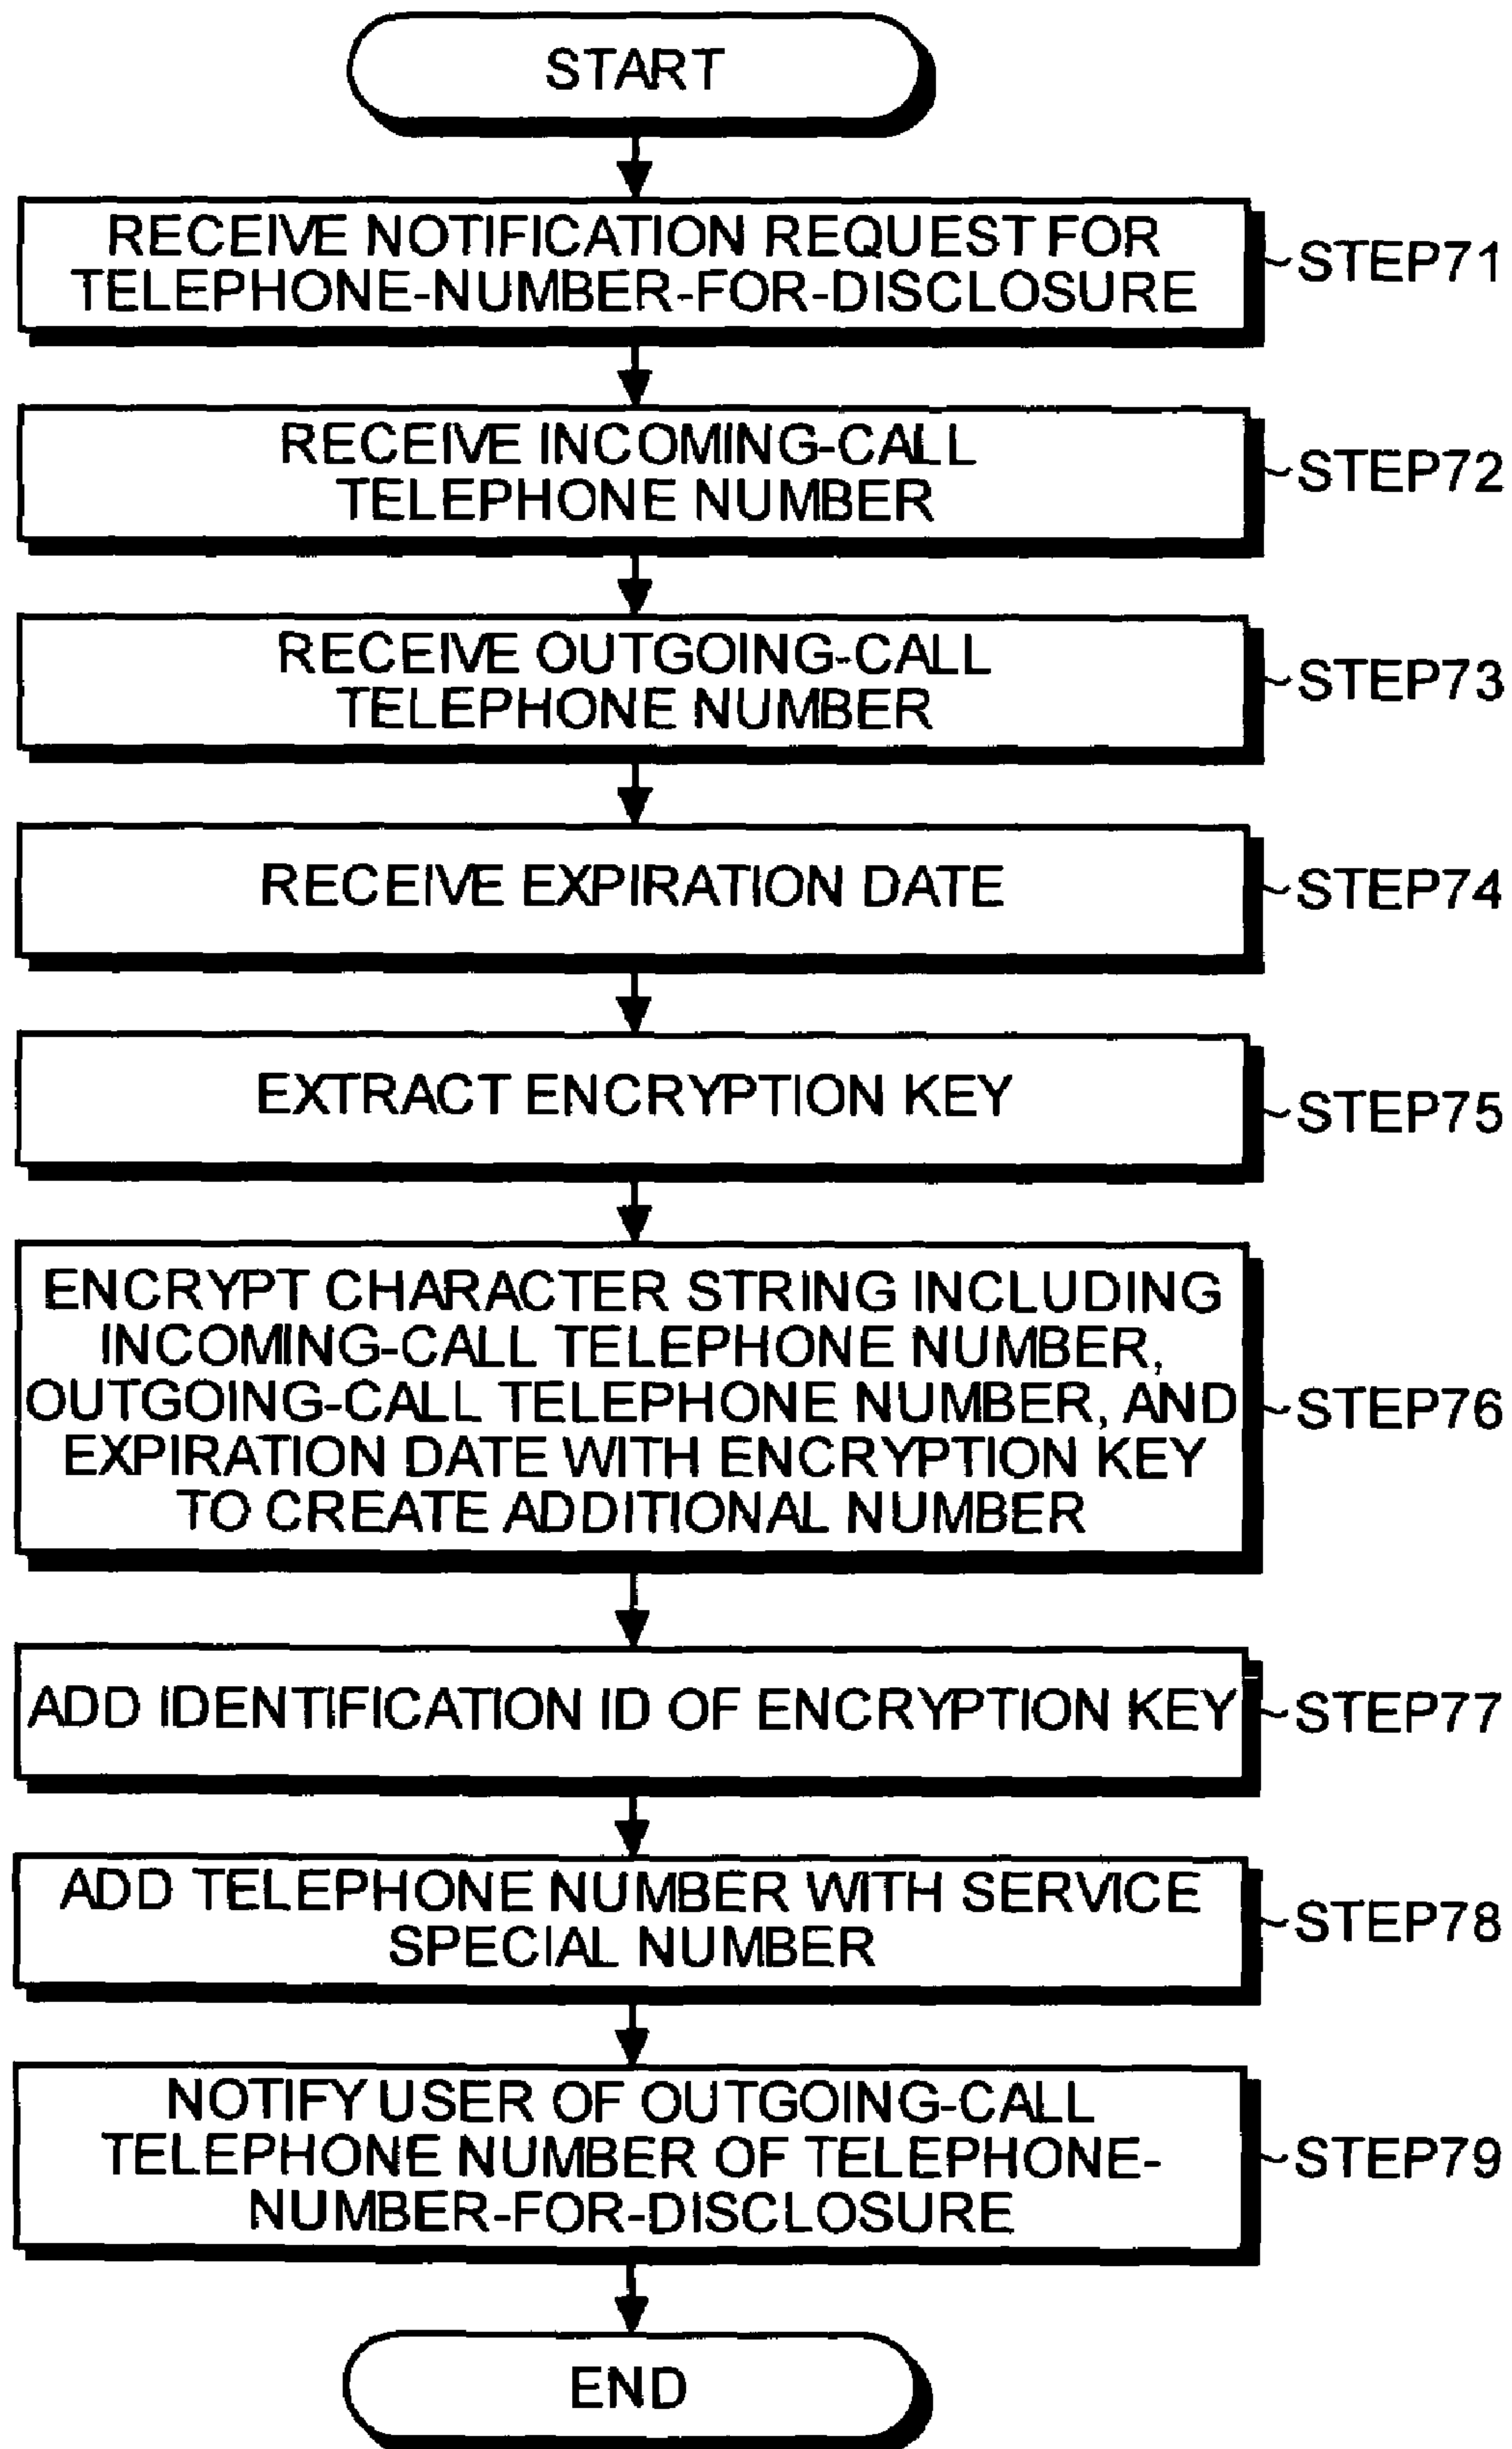 START
RECEIVE NOTIFICATION REQUEST FOR
TELEPHONE-NUMBER-FOR-DISCLOSURE
STEP71
RECEIVE INCOMING-CALL
TELEPHONE NUMBER
STEP72
RECEIVE OUTGOING-CALL
TELEPHONE NUMBER
STEP73
RECEIVE EXPIRATION DATE
STEP74
EXTRACT ENCRYPTION KEY
STEP75
ENCRYPT CHARACTER STRING INCLUDING
INCOMING-CALL TELEPHONE NUMBER,
OUTGOING-CALL TELEPHONE NUMBER, AND
EXPIRATION DATE WITH ENCRYPTION KEY
TO CREATE ADDITIONAL NUMBER
STEP76
ADD IDENTIFICATION ID OF ENCRYPTION KEY
STEP77
ADD TELEPHONE NUMBER WITH SERVICE
SPECIAL NUMBER
STEP78
NOTIFY USER OF OUTGOING-CALL
TELEPHONE NUMBER OF TELEPHONE-
NUMBER-FOR-DISCLOSURE
STEP79
END